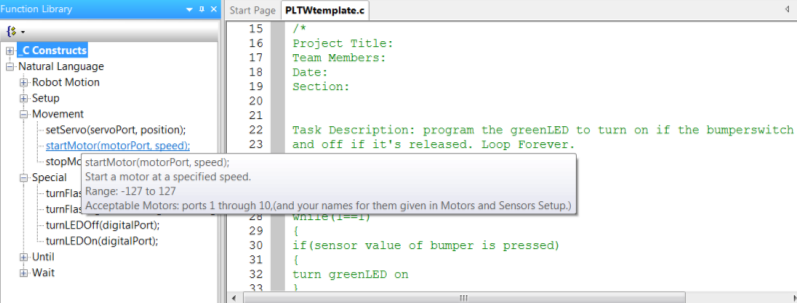 Function Library
Start Page
PLTWtemplate.c
_C Constructs
Natural Language
Robot Motion
Setup
Movement
setServo(servoPort, position);
startMotor(motorPort, speed);
stopMo
Special
turnFlas
turnFlas
turnLEDOff(digitalPort);
turnLEDOn(digitalPort);
Until
Wait
startMotor(motorPort, speed);
Start a motor at a specified speed.
Range: -127 to 127
Acceptable Motors: ports 1 through 10,(and your names for them given in Motors and Sensors Setup.)
15 /*
16 Project Title:
17 Team Members:
18 Date:
19 Section:
20
21
22 Task Description: program the greenLED to turn on if the bumperswitch
23 and off if it's released. Loop Forever.
28 while(1==1)
29 {
30 if(sensor value of bumper is pressed)
31 {
32 turn greenLED on
33 }